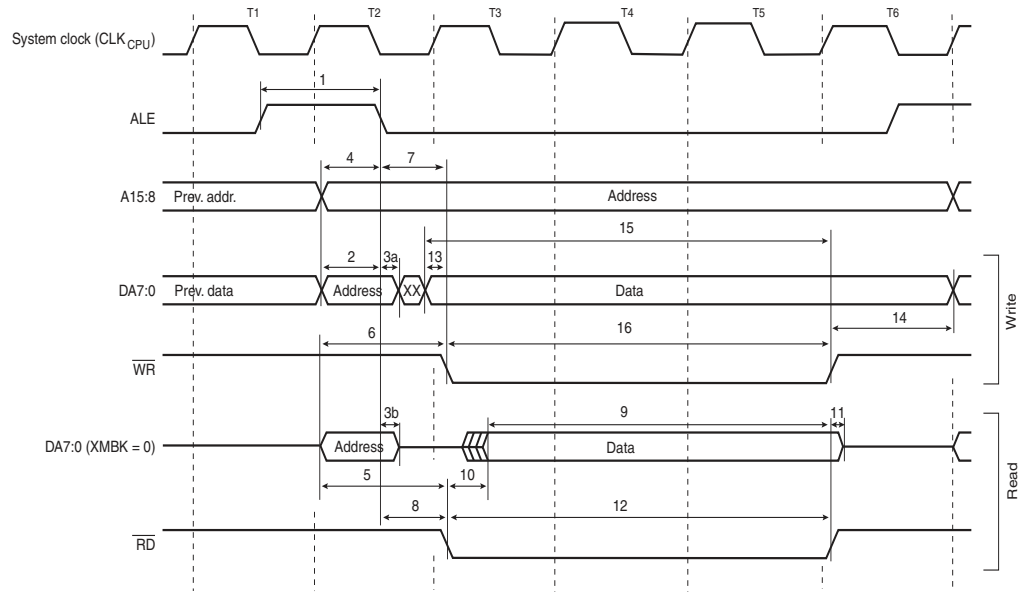 T1 T2 T3 T4 T5 T6
System clock (CLK CPU)
1
ALE
4 7
A15:8 Prev. addr. Address
15
2 3a 13
DA7:0 Prev. data Address XX Data
14
6 16
WR
Write
3b 9 11
DA7:0 (XMBK = 0) Address Data
5 10
8 12
RD
Read